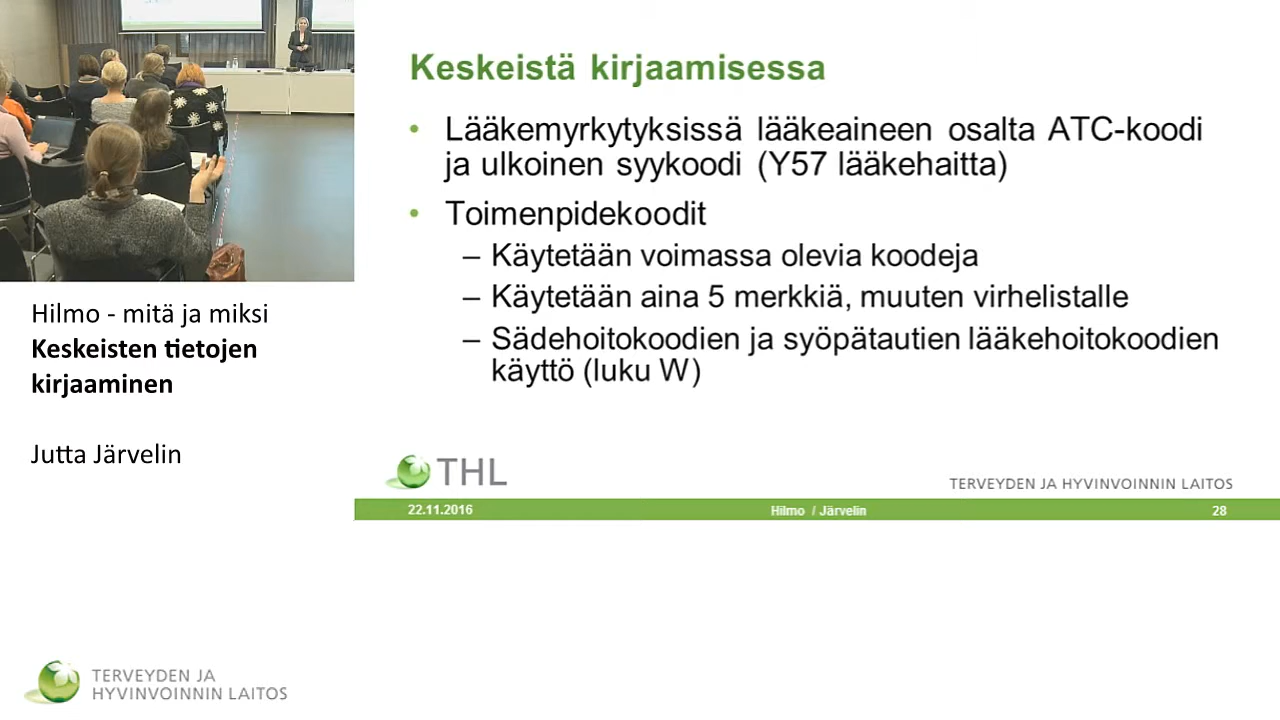 Keskeistä kirjaamisessa
• Lääkemyrkytyksissä lääkeaineen osalta ATC-koodi
ja ulkoinen syykoodi (Y57 lääkehaitta)
• Toimenpidekoodit
– Käytetään voimassa olevia koodeja
– Käytetään aina 5 merkkiä, muuten virhelistalle
– Sädehoitokoodien ja syöpätautien lääkehoitokoodien
käyttö (luku W)
THL
TERVEYDEN JA HYVINVOINNIN LAITOS
22.11.2016 Hilmo / Järvelin 28
Hilmo - mitä ja miksi
Keskeisten tietojen
kirjaaminen
Jutta Järvelin
TERVEYDEN JA
HYVINVOINNIN LAITOS